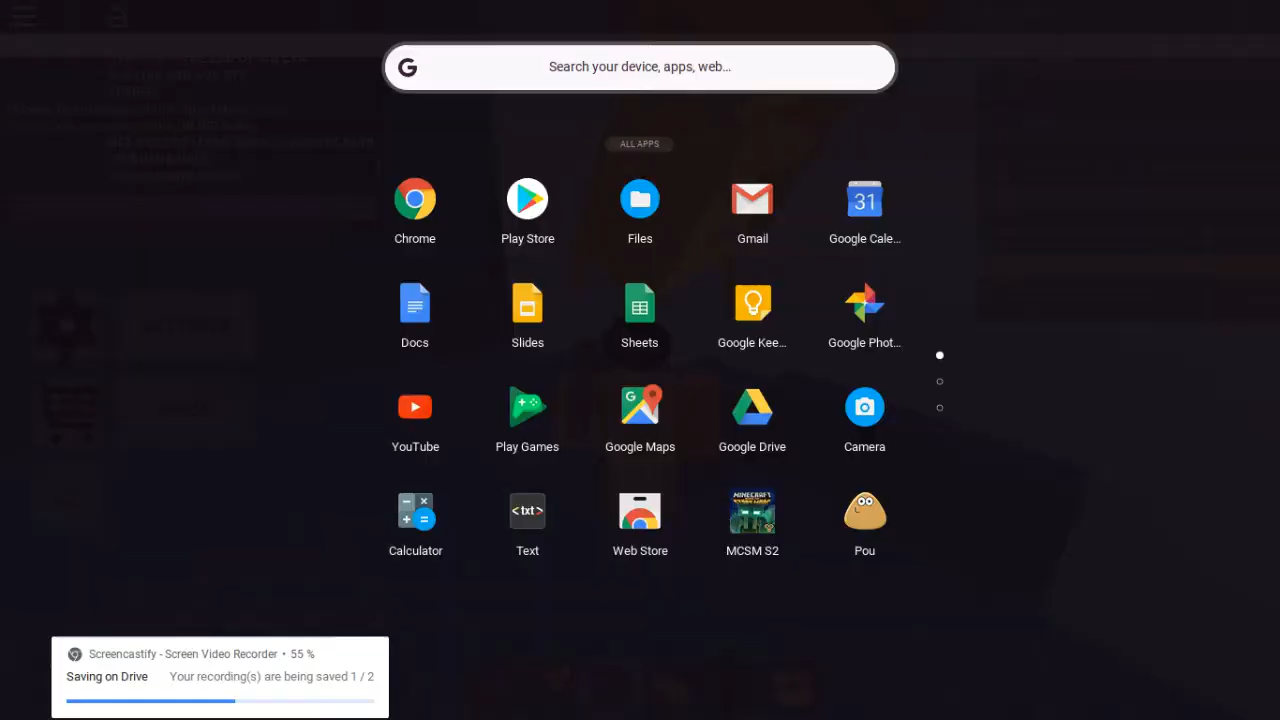 Search your device, apps, web...
ALL APPS
Chrome
Play Store
Files
Gmail
Google Cale...
31
Docs
Slides
Sheets
Google Kee...
Google Phot...
YouTube
Play Games
Google Maps
Google Drive
Camera
<txt>
MINECRAFT
Calculator
Text
Web Store
MCSM S2
Pou
Screencastify - Screen Video Recorder • 55 %
Saving on Drive Your recording(s) are being saved 1 / 2